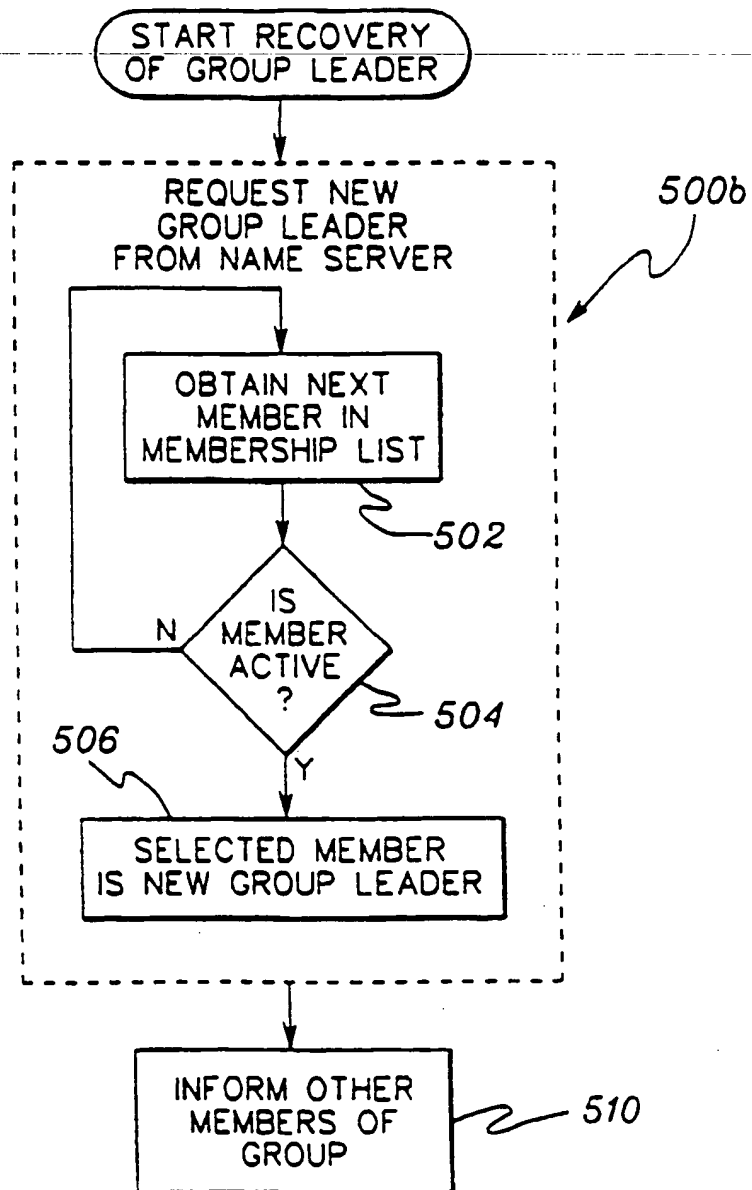 START RECOVERY
OF GROUP LEADER
REQUEST NEW
GROUP LEADER
FROM NAME SERVER
500b
OBTAIN NEXT
MEMBER IN
MEMBERSHIP LIST
502
IS
MEMBER
ACTIVE
?
N
504
Y
506
SELECTED MEMBER
IS NEW GROUP LEADER
INFORM OTHER
MEMBERS OF
GROUP
510